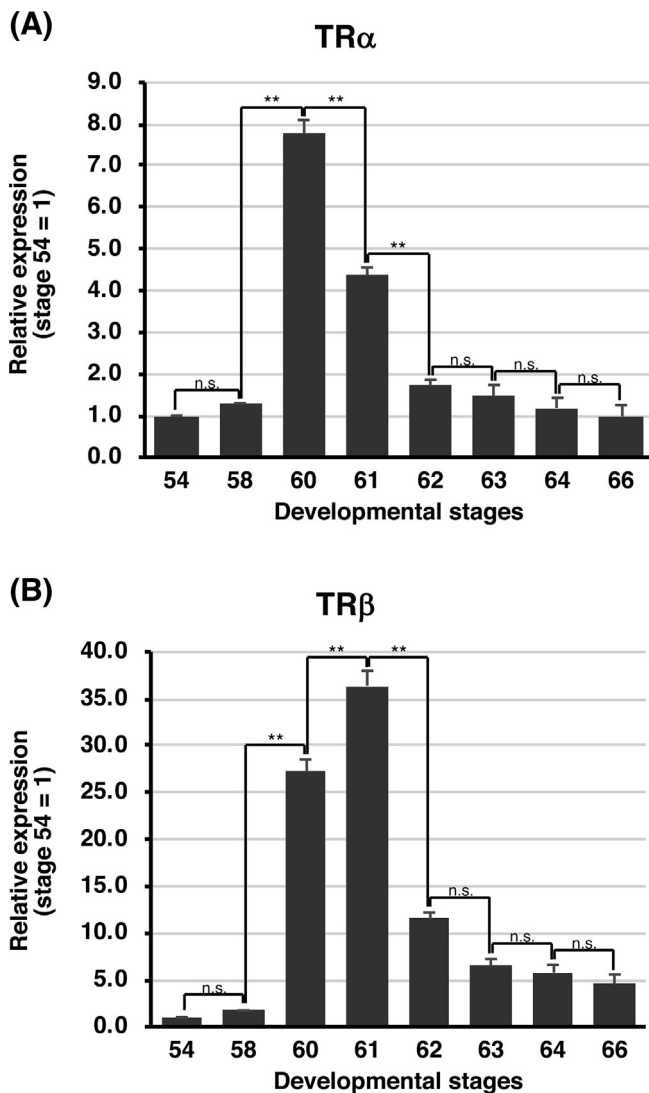 (A)
TRα
9.0
8.0
7.0
6.0
5.0
4.0
3.0
2.0
1.0
0.0
Relative expression
(stage 54 = 1)
** **
**
n.s. n.s. n.s. n.s.
54 58 60 61 62 63 64 66
Developmental stages
(B)
TRβ
40.0
35.0
30.0
25.0
20.0
15.0
10.0
5.0
0.0
Relative expression
(stage 54 = 1)
** **
**
n.s. n.s. n.s. n.s.
54 58 60 61 62 63 64 66
Developmental stages